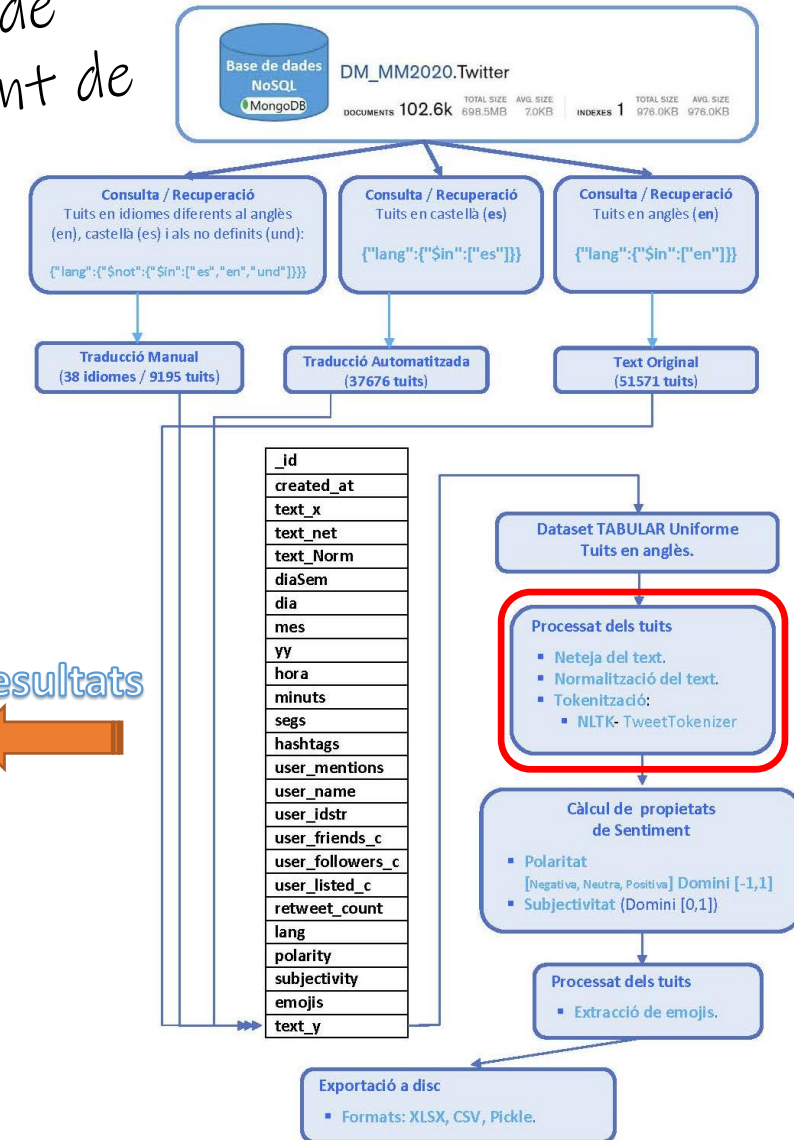 de
nt de
Base de dades
NoSQL
MongoDB
DM_MM2020.Twitter
DOCUMENTS 102.6k TOTAL SIZE 698.5MB AVG. SIZE 7.0KB INDEXES 1 TOTAL SIZE 976.0KB AVG. SIZE 976.0KB
Consulta / Recuperació
Tuits en idiomes diferents al anglès
(en), castellà (es) i als no definits (und):
{"lang":{"$not":{"$in":["es","en","und"]}}}
Consulta / Recuperació
Tuits en castellà (es)
{"lang":{"$in":["es"]}}
Consulta / Recuperació
Tuits en anglès (en)
{"lang":{"$in":["en"]}}
Traducció Manual
(38 idiomes / 9195 tuits)
Traducció Automatitzada
(37676 tuits)
Text Original
(51571 tuits)
_id
created_at
text_x
text_net
text_Norm
diaSem
dia
mes
yy
hora
minuts
segs
hashtags
user_mentions
user_name
user_idstr
user_friends_c
user_followers_c
user_listed_c
retweet_count
lang
polarity
subjectivity
emojis
text_y
esultats
Dataset TABULAR Uniforme
Tuits en anglès.
Processat dels tuits
▪ Neteja del text.
▪ Normalització del text.
▪ Tokenització:
▪ NLTK- TweetTokenizer
Càlcul de propietats
de Sentiment
▪ Polaritat
[Negativa, Neutra, Positiva] Domini [-1,1]
▪ Subjectivitat (Domini [0,1])
Processat dels tuits
▪ Extracció de emojis.
Exportació a disc
▪ Formats: XLSX, CSV, Pickle.